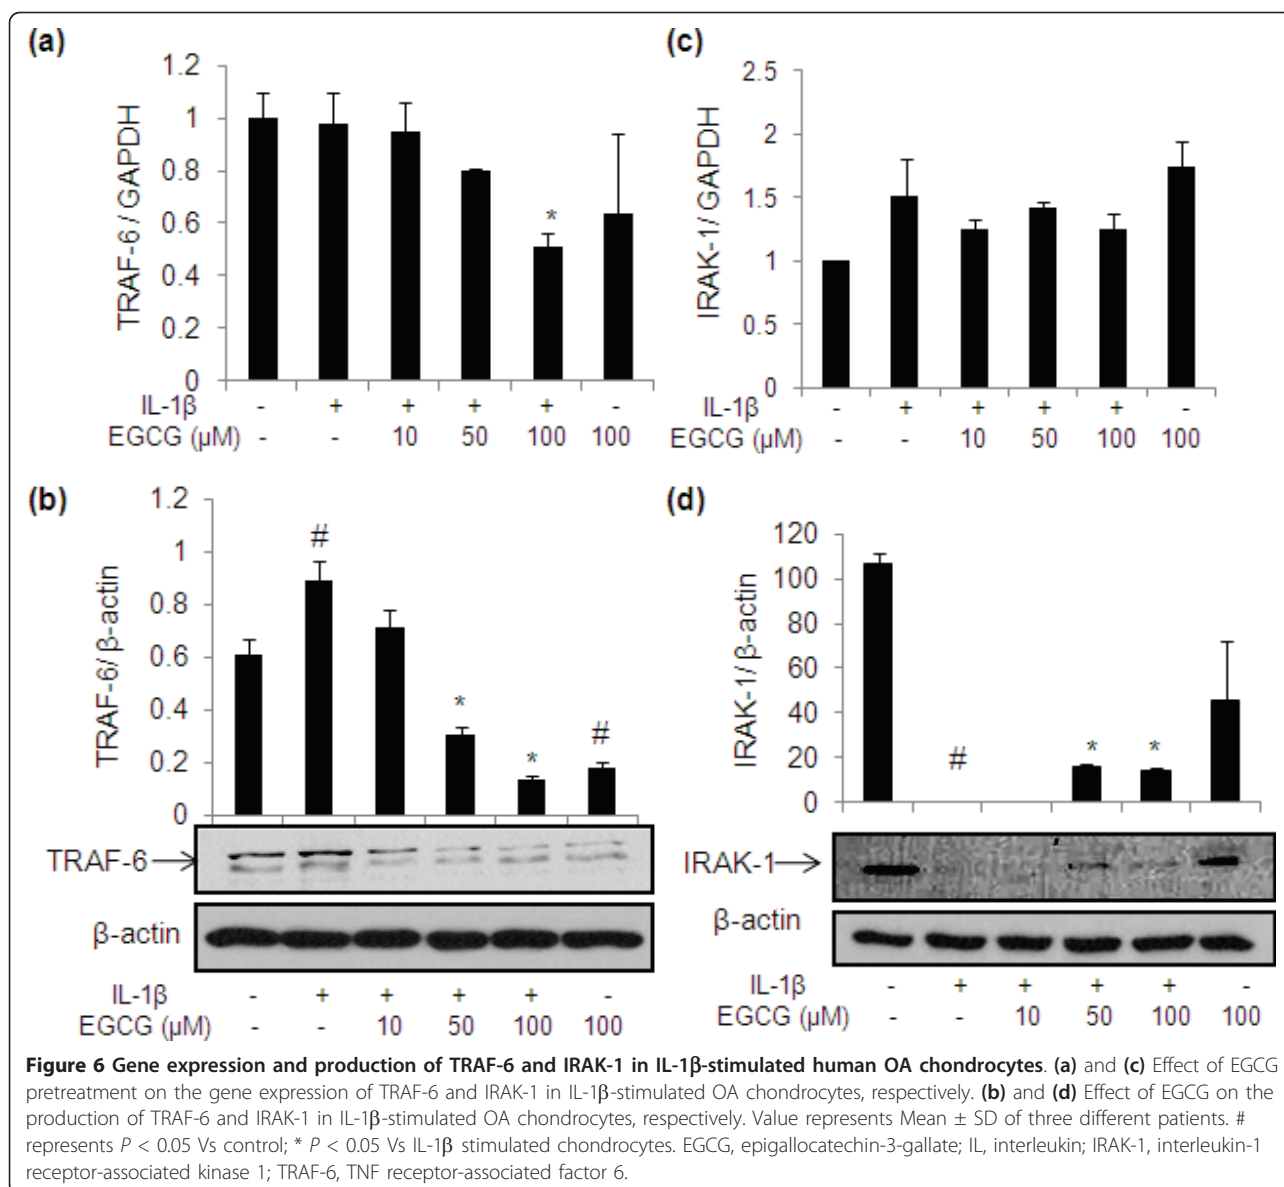 (a)
1.2
1
0.8
0.6
0.4
0.2
0
TRAF-6 / GAPDH
*
IL-1β - + + + + -
EGCG (µM) - - 10 50 100 100
(c)
2.5
2
1.5
1
0.5
0
IRAK-1/ GAPDH
IL-1β - + + + + -
EGCG (µM) - - 10 50 100 100
(b)
1.2
1
0.8
0.6
0.4
0.2
0
TRAF-6/ β-actin
#
*
*
#
TRAF-6
β-actin
IL-1β - + + + + -
EGCG (µM) - - 10 50 100 100
(d)
120
100
80
60
40
20
0
IRAK-1/ β-actin
#
*
*
IRAK-1
β-actin
IL-1β - + + + + -
EGCG (µM) - - 10 50 100 100
Figure 6 Gene expression and production of TRAF-6 and IRAK-1 in IL-1β-stimulated human OA chondrocytes. (a) and (c) Effect of EGCG
pretreatment on the gene expression of TRAF-6 and IRAK-1 in IL-1β-stimulated OA chondrocytes, respectively. (b) and (d) Effect of EGCG on the
production of TRAF-6 and IRAK-1 in IL-1β-stimulated OA chondrocytes, respectively. Value represents Mean ± SD of three different patients. #
represents P < 0.05 Vs control; * P < 0.05 Vs IL-1β stimulated chondrocytes. EGCG, epigallocatechin-3-gallate; IL, interleukin; IRAK-1, interleukin-1
receptor-associated kinase 1; TRAF-6, TNF receptor-associated factor 6.